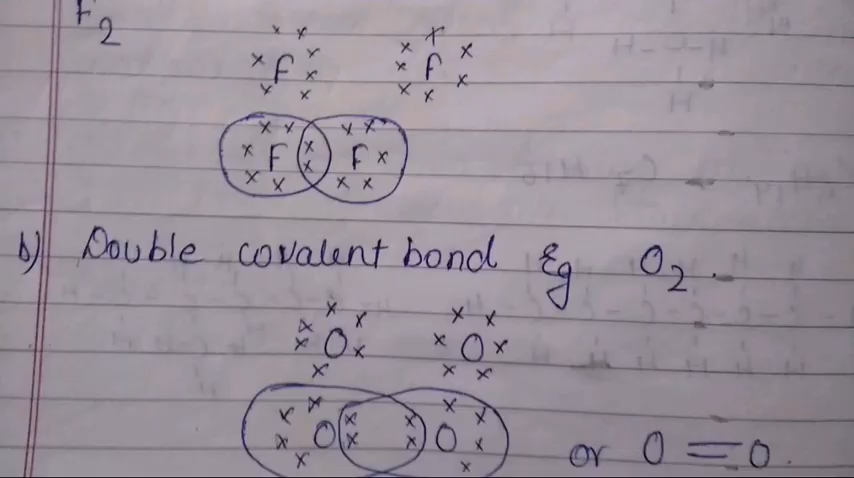 F2
F F
F F
b) Double covalent bond Eg O2.
O O
O O or O = O.